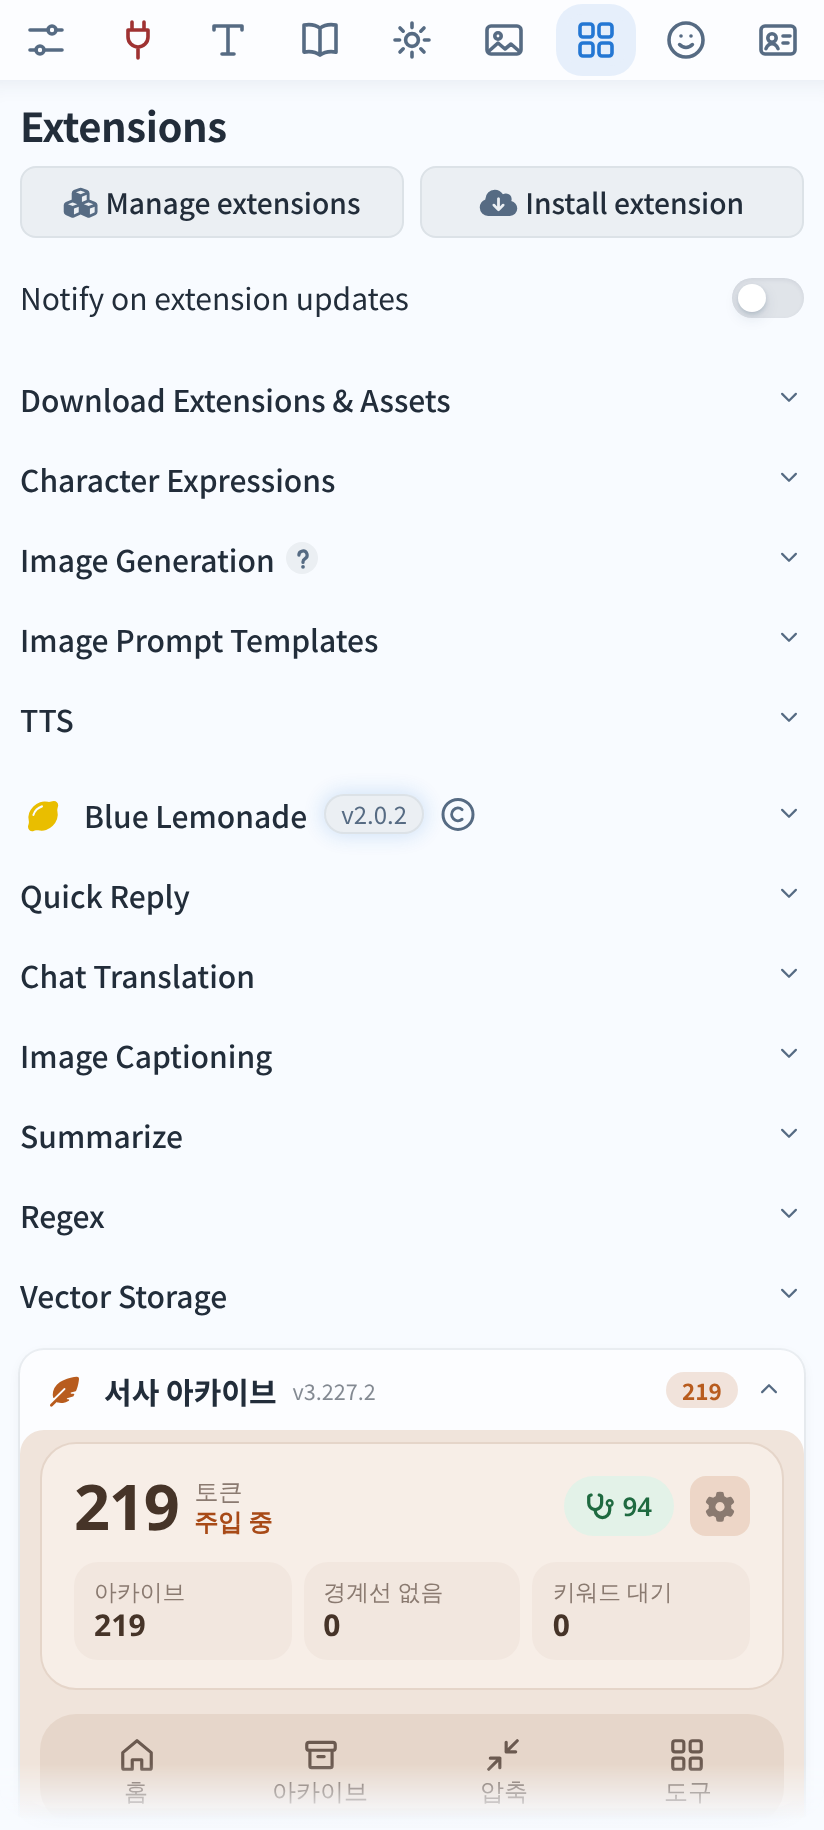 Extensions
Manage extensions
Install extension
Notify on extension updates
Download Extensions & Assets
Character Expressions
Image Generation ?
Image Prompt Templates
TTS
Blue Lemonade v2.0.2 ©
Quick Reply
Chat Translation
Image Captioning
Summarize
Regex
Vector Storage
서사 아카이브 v3.227.2 219
219 토큰
주입 중
94
아카이브
219
경계선 없음
0
키워드 대기
0
홈
아카이브
압축
도구